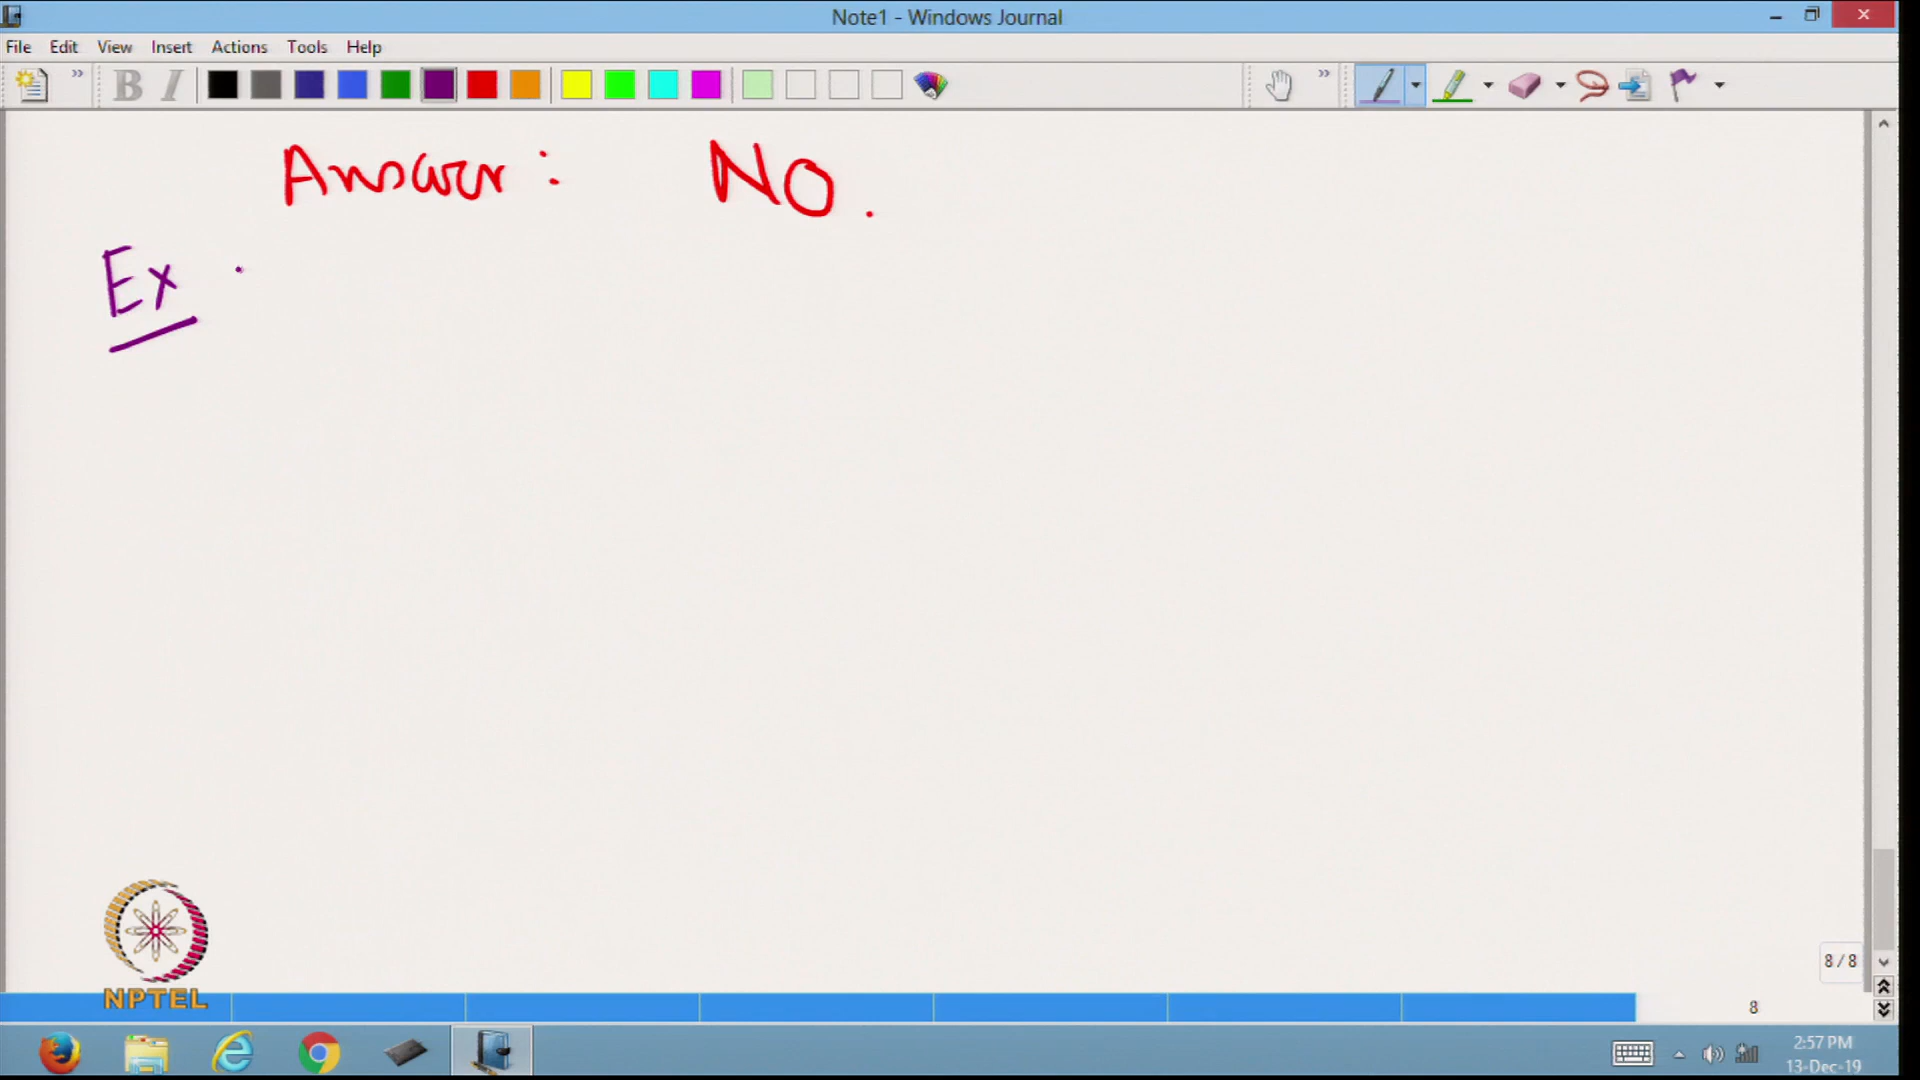 Note1 - Windows Journal
File Edit View Insert Actions Tools Help
B I
Answer : No.
Ex .
8 / 8
NPTEL
8
2:57 PM
13-Dec-19